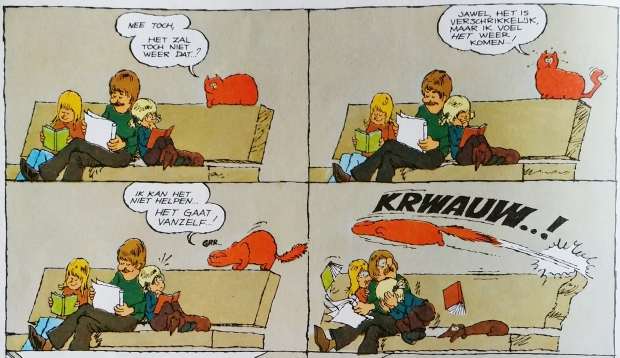 NEE TOCH,
HET ZAL
TOCH NIET
WEER DAT..?
JAWEL, HET IS
VERSCHRIKKELIJK,
MAAR IK VOEL
HET WEER
KOMEN...!
IK KAN HET
NIET HELPEN...
HET GAAT
VANZELF..!
GRR...
KRWAUW...!